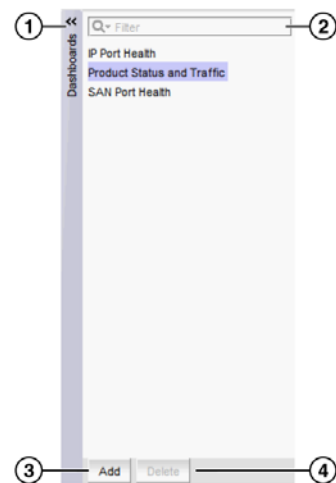 1
2
«
Filter
Dashboards
IP Port Health
Product Status and Traffic
SAN Port Health
3
Add
Delete
4